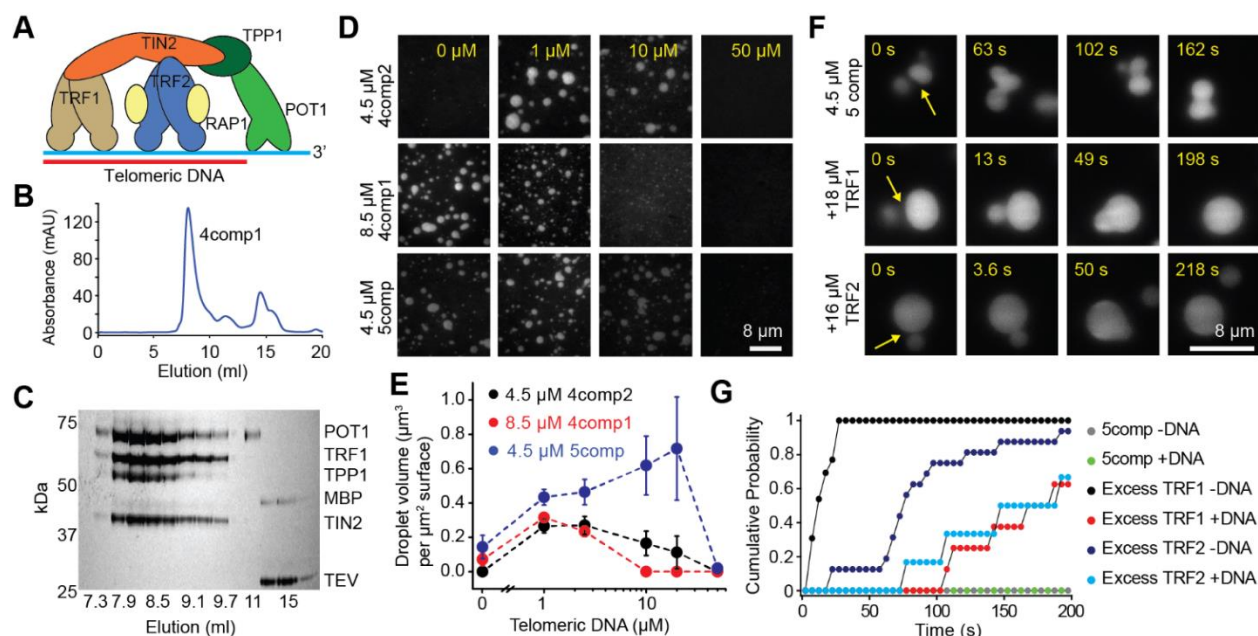 A
TIN2
TPP1
TRF1
TRF2
RAP1
POT1
3’
Telomeric DNA
B
Absorbance (mAU)
120
80
40
0
4comp1
0 5 10 15 20
Elution (ml)
C
kDa
75
50
37
25
POT1
TRF1
TPP1
MBP
TIN2
TEV
7.3 7.9 8.5 9.1 9.7 11 15
Elution (ml)
D
0 µM 1 µM 10 µM 50 µM
4.5 µM
4comp2
8.5 µM
4comp1
4.5 µM
5comp
8 µm
E
Droplet volume (µm³
per µm² surface)
1.0
0.8
0.6
0.4
0.2
0.0
4.5 µM 4comp2
8.5 µM 4comp1
4.5 µM 5comp
0 1 10
Telomeric DNA (µM)
F
4.5 µM
5 comp
0 s 63 s 102 s 162 s
+18 µM
TRF1
0 s 13 s 49 s 198 s
+16 µM
TRF2
0 s 3.6 s 50 s 218 s
8 µm
G
Cumulative Probability
1
0.8
0.6
0.4
0.2
0
0 50 100 150 200
Time (s)
5comp -DNA
5comp +DNA
Excess TRF1 -DNA
Excess TRF1 +DNA
Excess TRF2 -DNA
Excess TRF2 +DNA